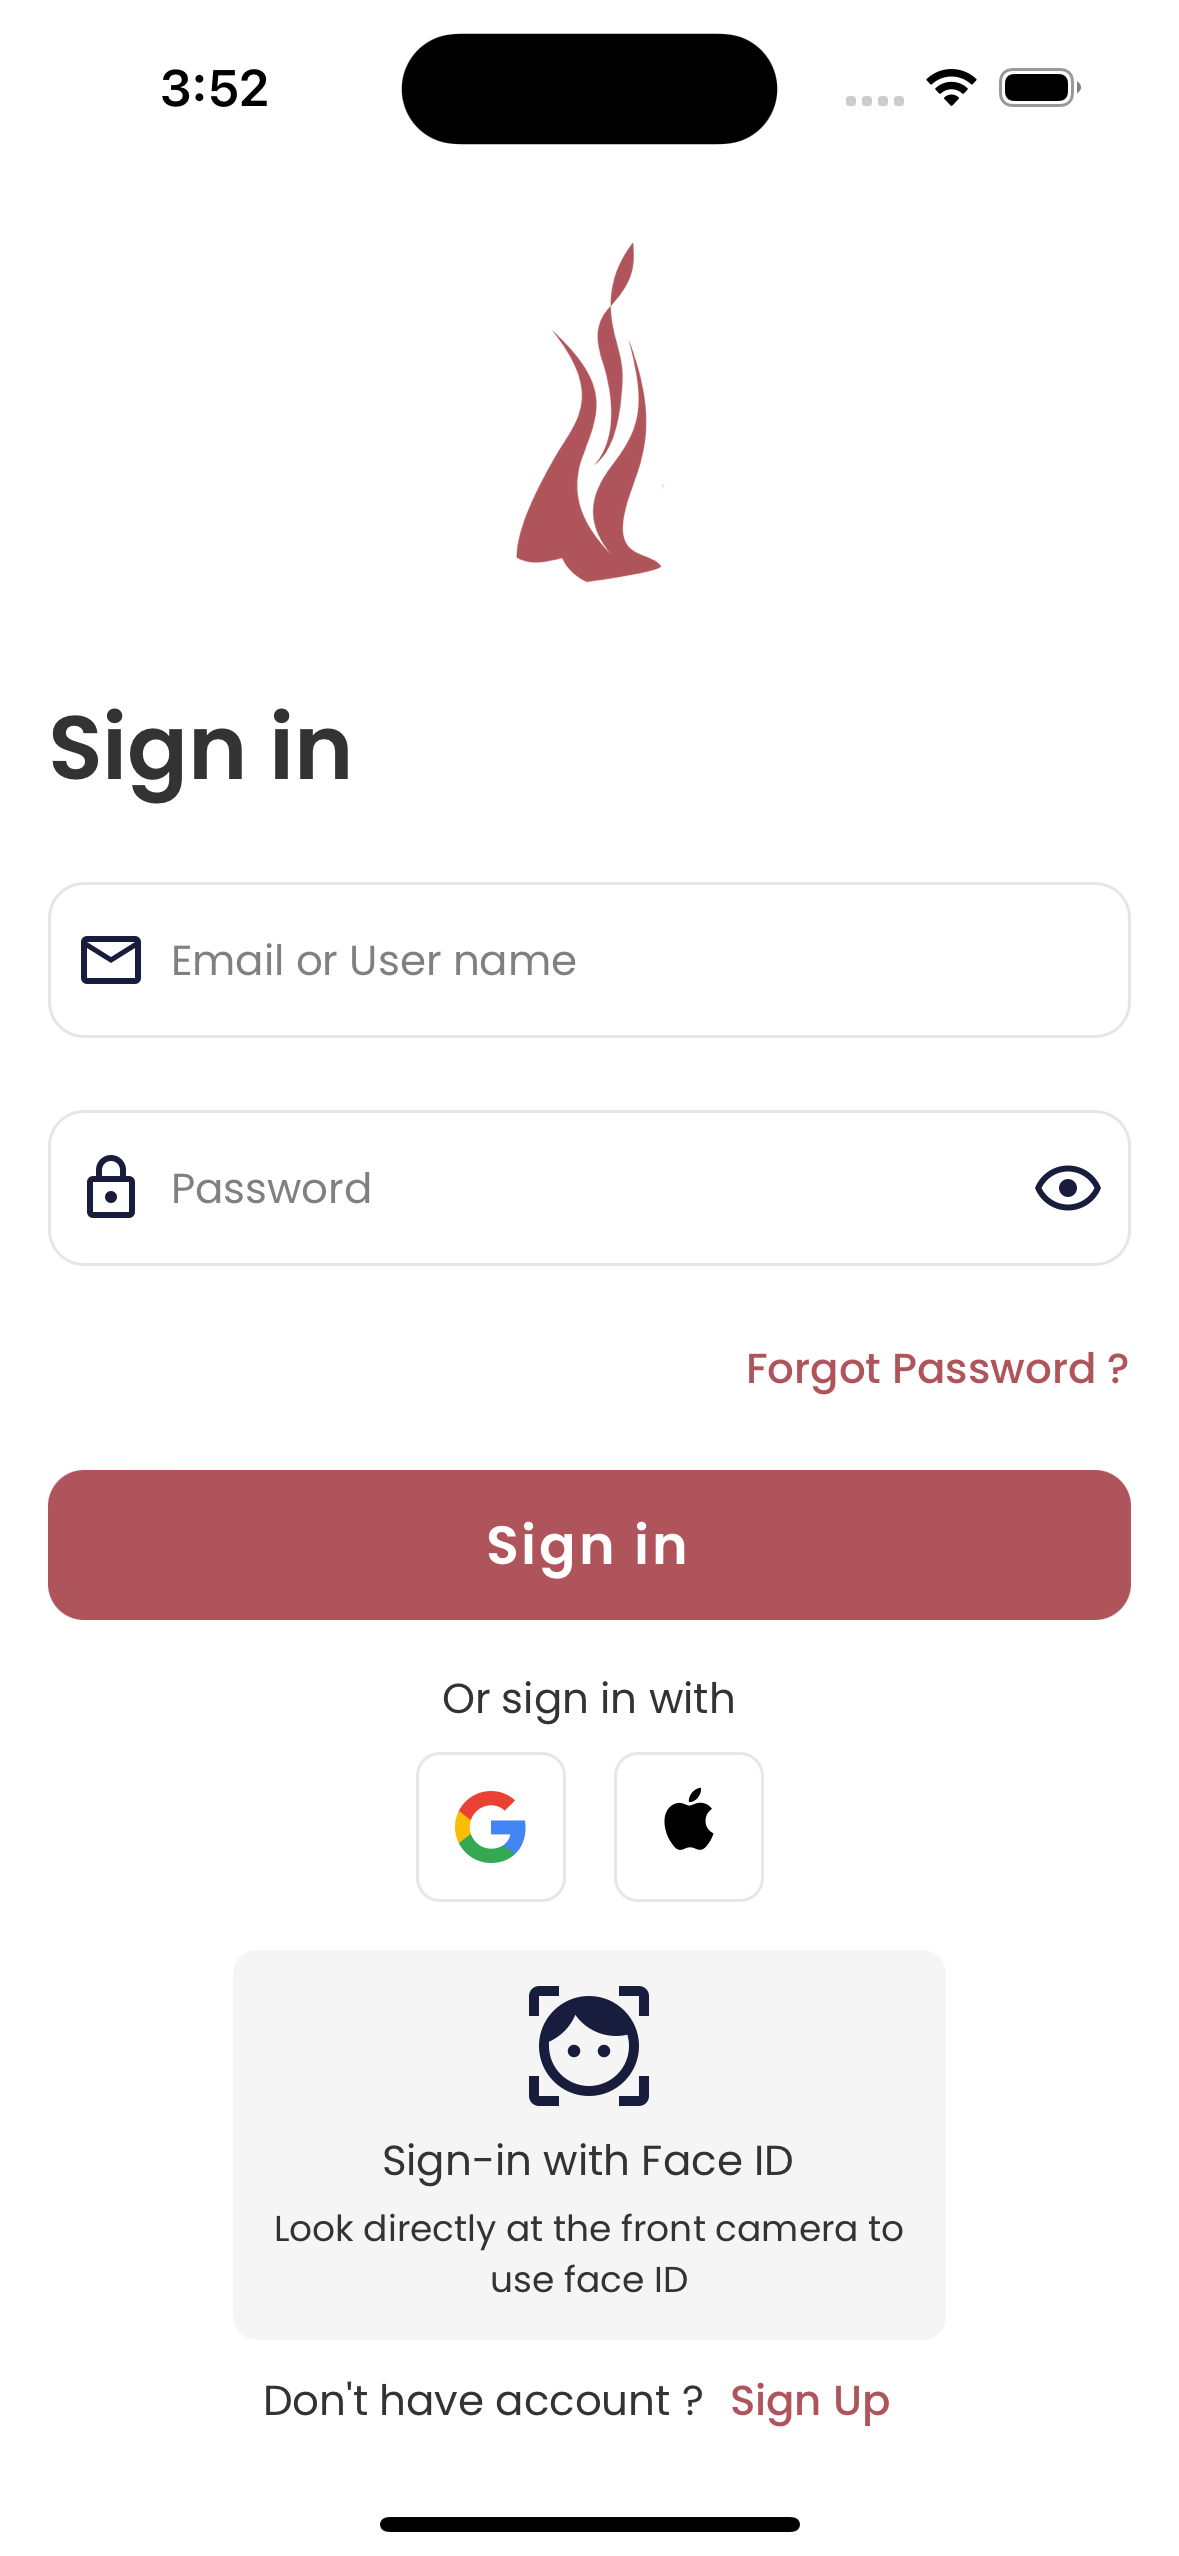 3:52
Sign in
Email or User name
Password
Forgot Password ?
Sign in
Or sign in with
Sign-in with Face ID
Look directly at the front camera to
use face ID
Don't have account ? Sign Up